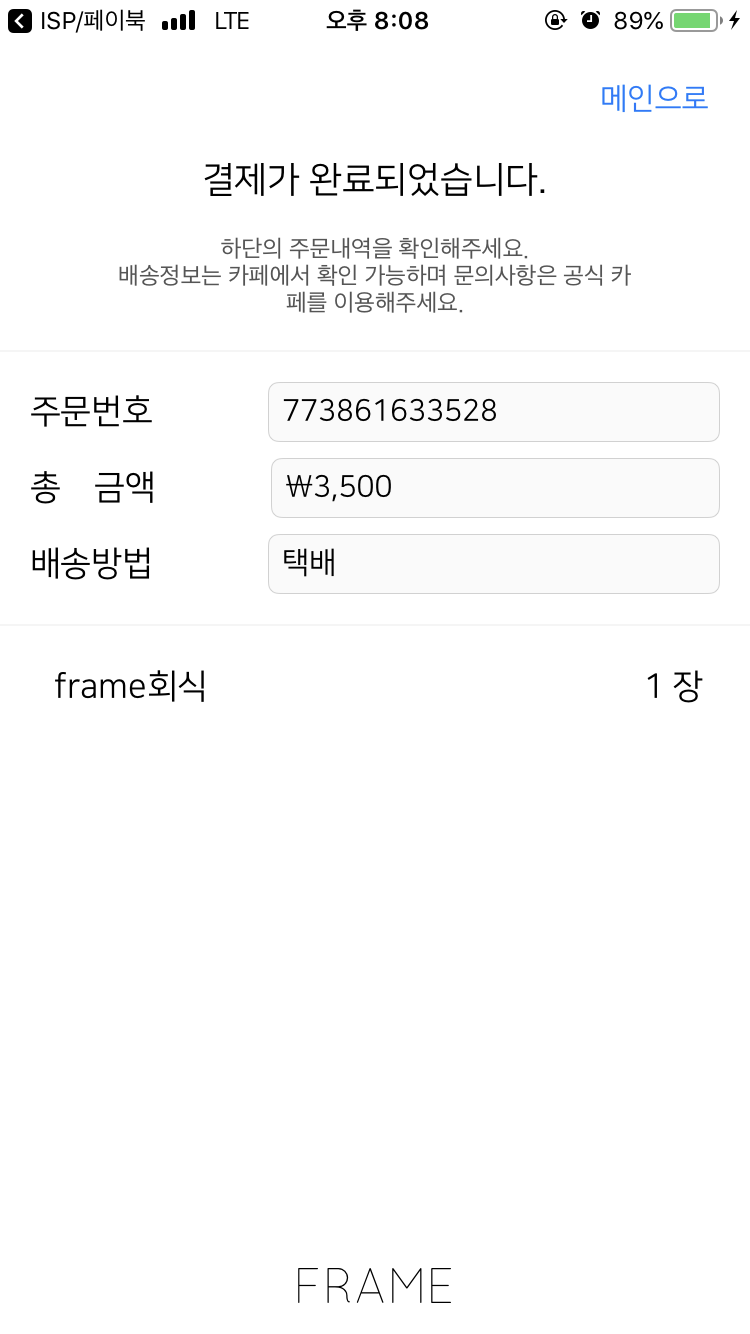 ISP/페이북 LTE 오후 8:08 89%
메인으로
결제가 완료되었습니다.
하단의 주문내역을 확인해주세요.
배송정보는 카페에서 확인 가능하며 문의사항은 공식 카
페를 이용해주세요.
주문번호 773861633528
총 금액 ₩3,500
배송방법 택배
frame회식 1 장
FRAME